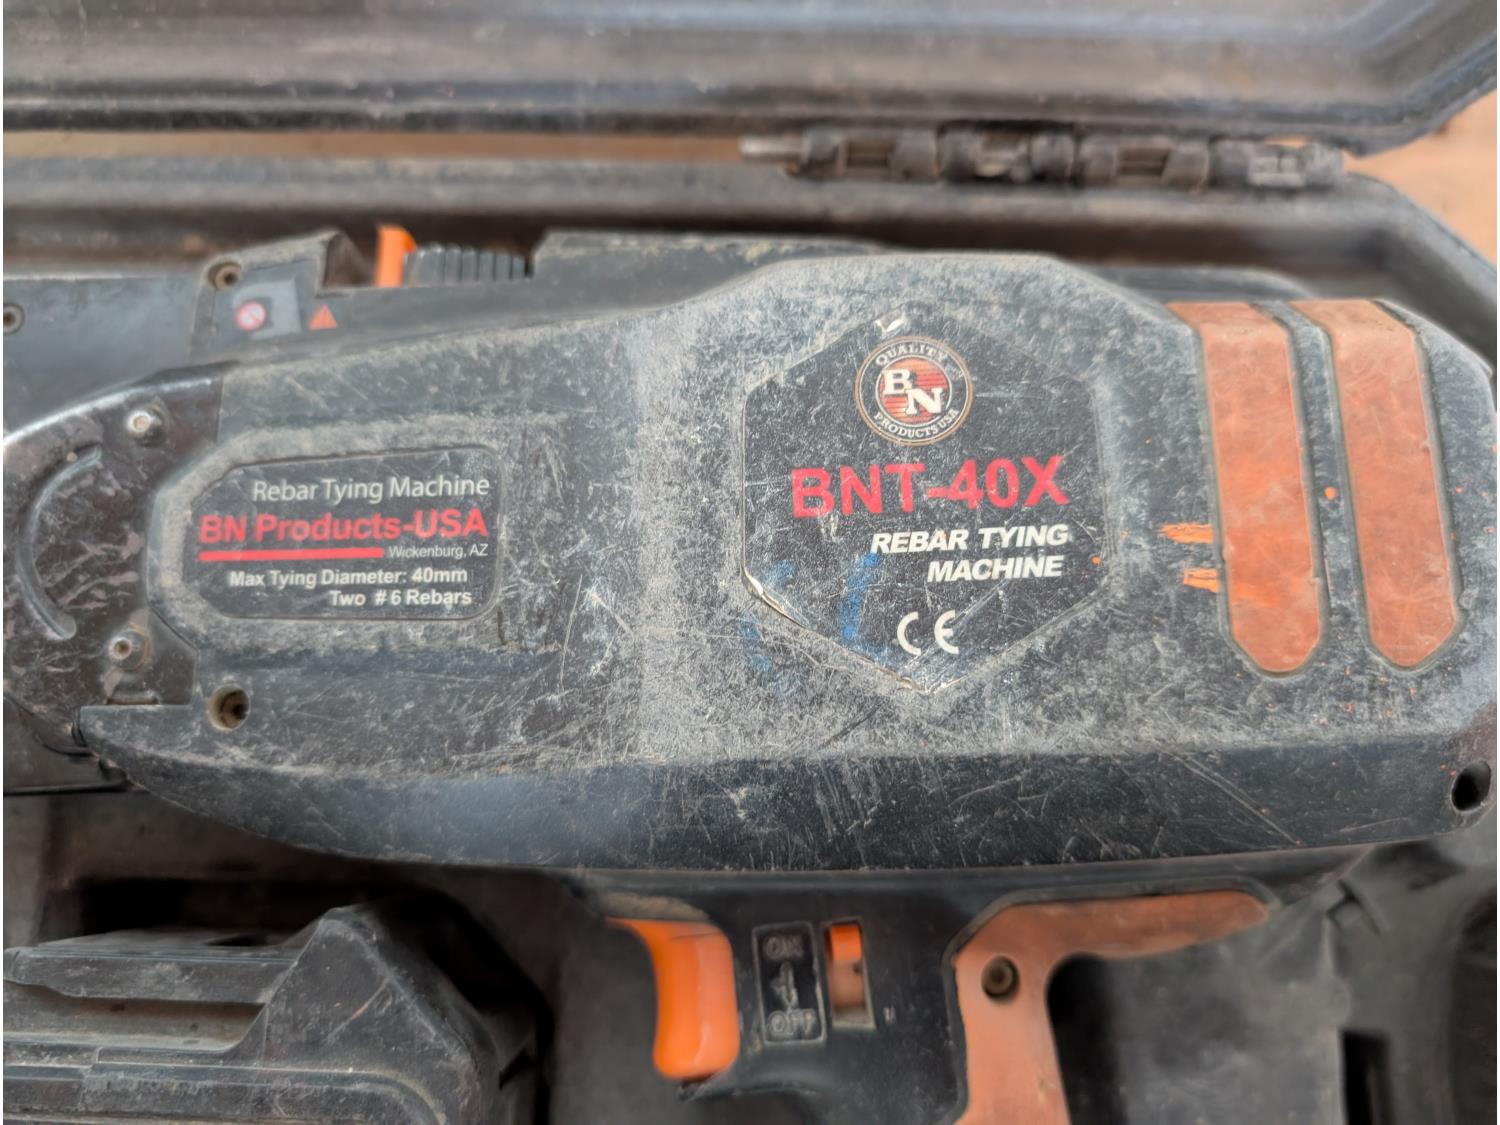 Rebar Tying Machine
BN Products-USA
Wickenburg, AZ
Max Tying Diameter: 40mm
Two #6 Rebars
QUALITY
BN
PRODUCTS USA
BNT-40X
REBAR TYING
MACHINE
CE
ON
OFF